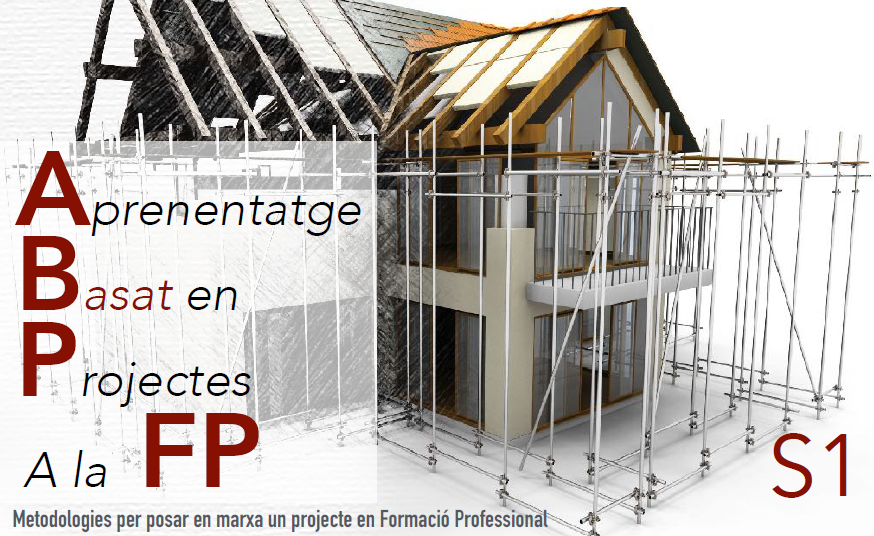 Aprenentatge
Basat en
Projectes
A la FP
S1
Metodologies per posar en marxa un projecte en Formació Professional